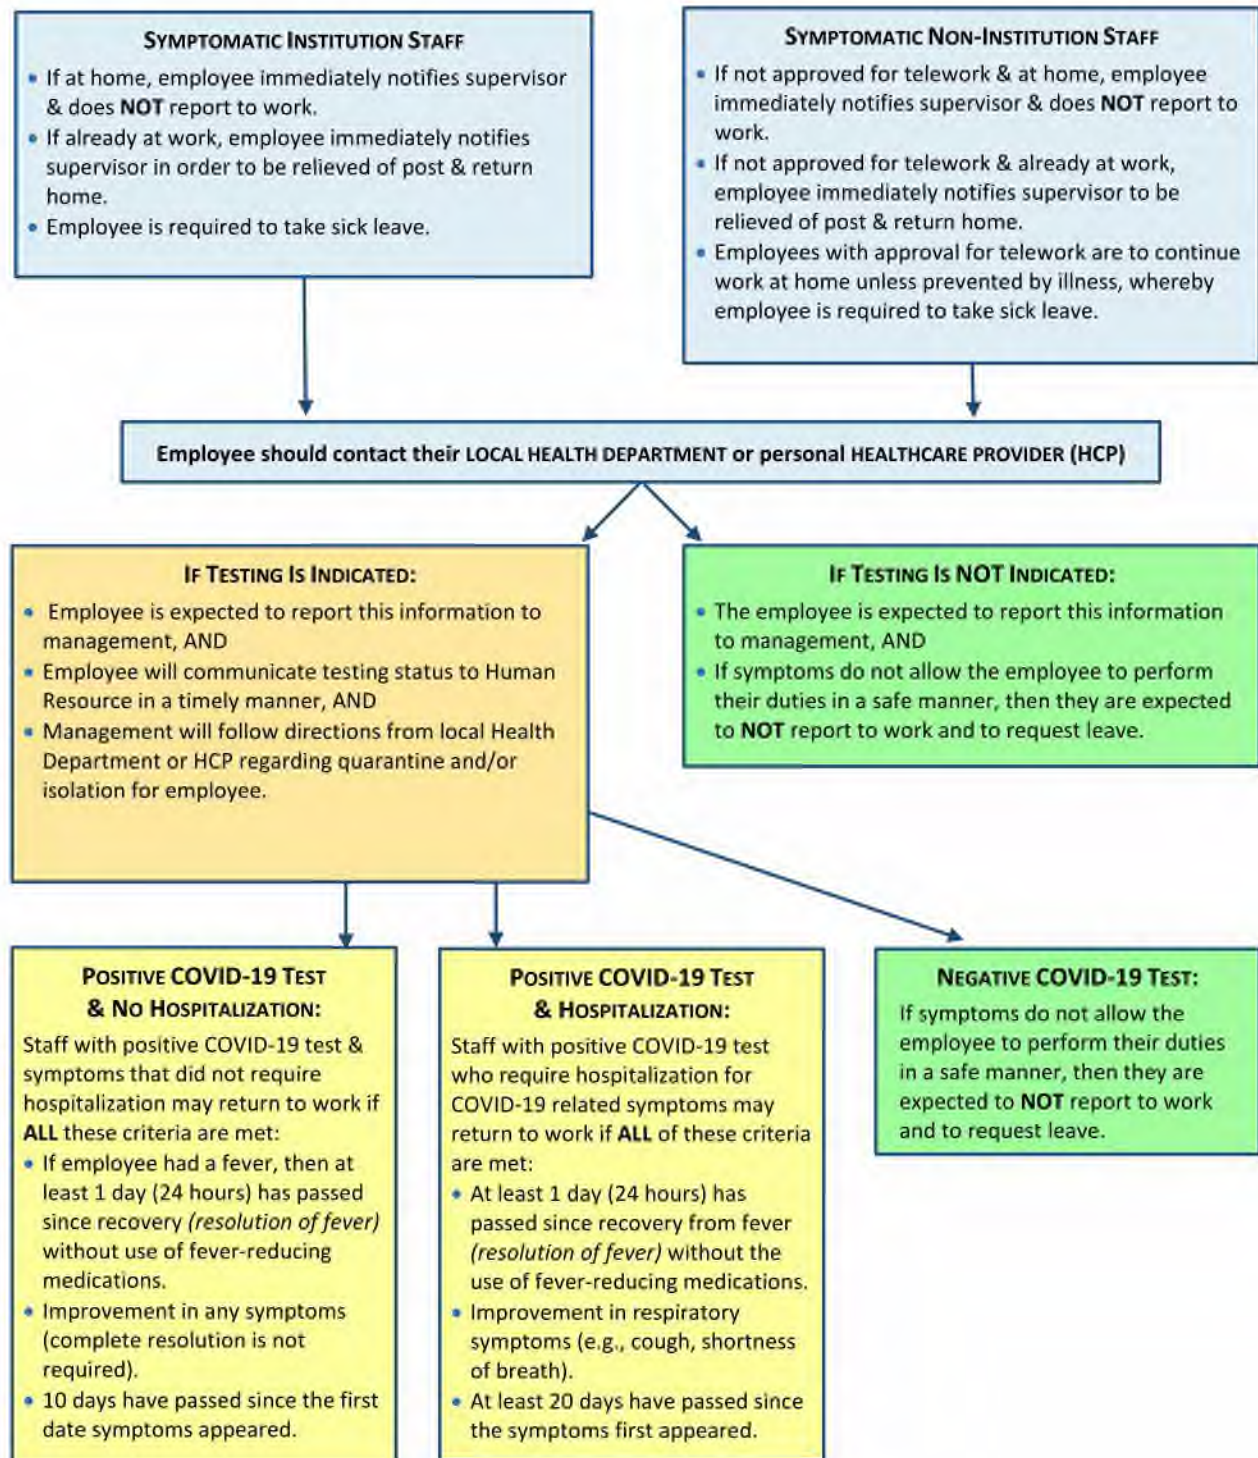 SYMPTOMATIC INSTITUTION STAFF
• If at home, employee immediately notifies supervisor
& does NOT report to work.
• If already at work, employee immediately notifies
supervisor in order to be relieved of post & return
home.
• Employee is required to take sick leave.
SYMPTOMATIC NON-INSTITUTION STAFF
• If not approved for telework & at home, employee
immediately notifies supervisor & does NOT report to
work.
• If not approved for telework & already at work,
employee immediately notifies supervisor to be
relieved of post & return home.
• Employees with approval for telework are to continue
work at home unless prevented by illness, whereby
employee is required to take sick leave.
Employee should contact their LOCAL HEALTH DEPARTMENT or personal HEALTHCARE PROVIDER (HCP)
IF TESTING IS INDICATED:
• Employee is expected to report this information to
management, AND
• Employee will communicate testing status to Human
Resource in a timely manner, AND
• Management will follow directions from local Health
Department or HCP regarding quarantine and/or
isolation for employee.
IF TESTING IS NOT INDICATED:
• The employee is expected to report this information
to management, AND
• If symptoms do not allow the employee to perform
their duties in a safe manner, then they are expected
to NOT report to work and to request leave.
POSITIVE COVID-19 TEST
& NO HOSPITALIZATION:
Staff with positive COVID-19 test &
symptoms that did not require
hospitalization may return to work if
ALL these criteria are met:
• If employee had a fever, then at
least 1 day (24 hours) has passed
since recovery (resolution of fever)
without use of fever-reducing
medications.
• Improvement in any symptoms
(complete resolution is not
required).
• 10 days have passed since the first
date symptoms appeared.
POSITIVE COVID-19 TEST
& HOSPITALIZATION:
Staff with positive COVID-19 test
who require hospitalization for
COVID-19 related symptoms may
return to work if ALL of these criteria
are met:
• At least 1 day (24 hours) has
passed since recovery from fever
(resolution of fever) without the
use of fever-reducing medications.
• Improvement in respiratory
symptoms (e.g., cough, shortness
of breath).
• At least 20 days have passed since
the symptoms first appeared.
NEGATIVE COVID-19 TEST:
If symptoms do not allow the
employee to perform their duties
in a safe manner, then they are
expected to NOT report to work
and to request leave.